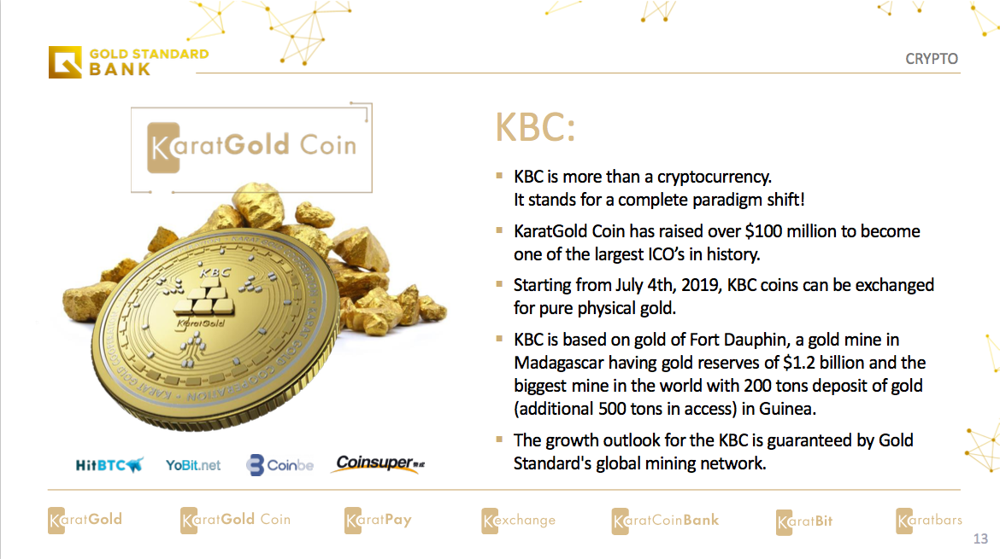 GOLD STANDARD
BANK
CRYPTO
KaratGold Coin
KBC:
KBC is more than a cryptocurrency.
It stands for a complete paradigm shift!
KaratGold Coin has raised over $100 million to become
one of the largest ICO’s in history.
Starting from July 4th, 2019, KBC coins can be exchanged
for pure physical gold.
KBC is based on gold of Fort Dauphin, a gold mine in
Madagascar having gold reserves of $1.2 billion and the
biggest mine in the world with 200 tons deposit of gold
(additional 500 tons in access) in Guinea.
The growth outlook for the KBC is guaranteed by Gold
Standard's global mining network.
KBC
KaratGold
KARAT GOLD CO-OPERATION
HitBTC
YoBit.net
Coinbe
Coinsuper
KaratGold
KaratGold Coin
KaratPay
Kexchange
KaratCoinBank
KaratBit
Karatbars
13